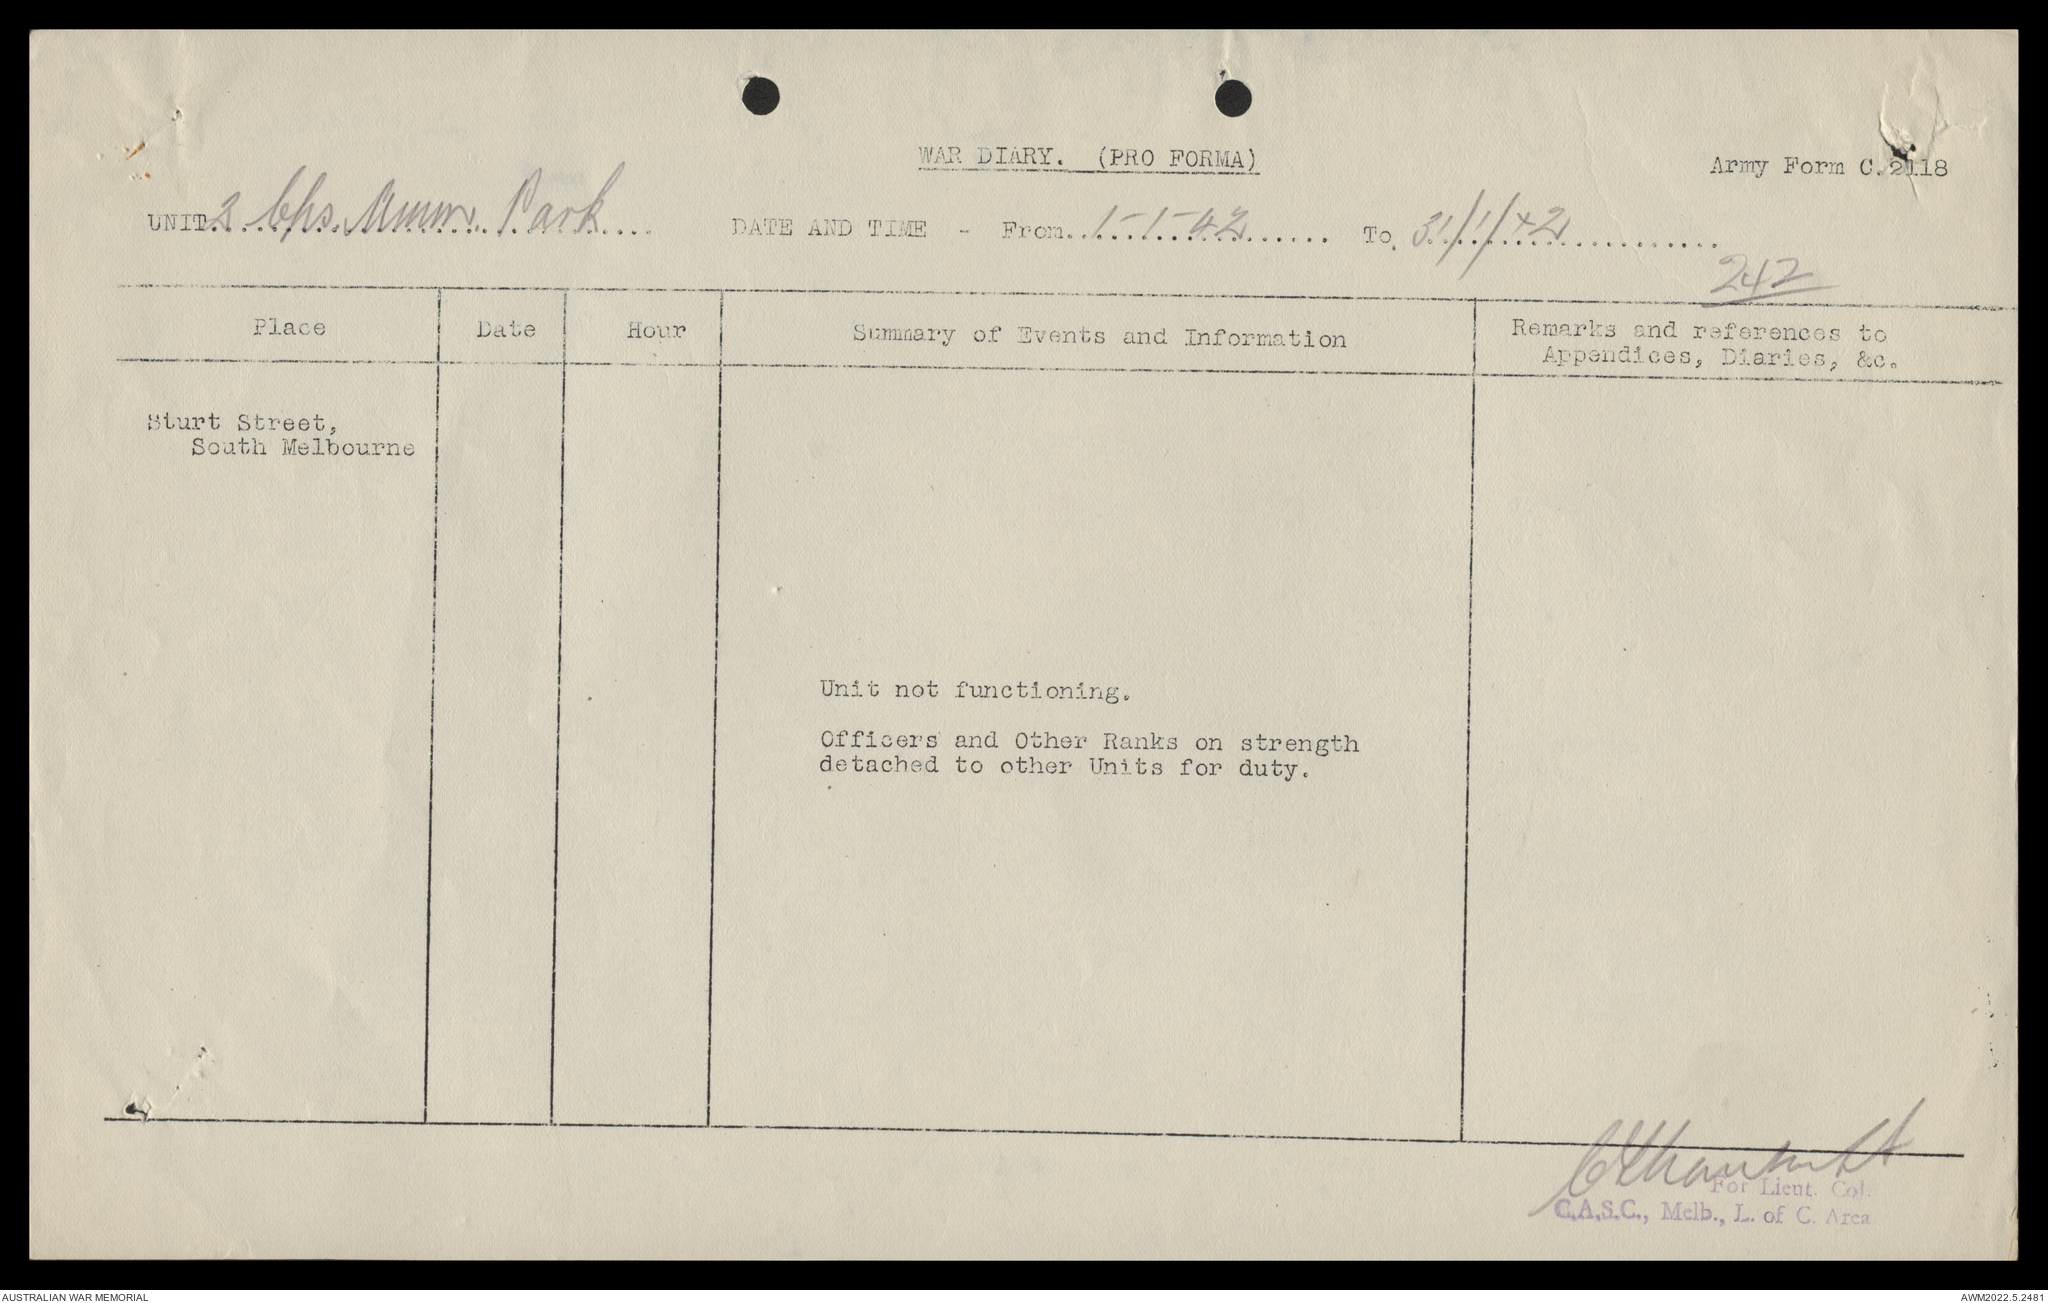 WAR DIARY. (PRO FORMA)
Army Form C.2118
UNIT 2 Cps. Ammn. Park DATE AND TIME - From 1-1-42 To 31/1/42
242
Place Date Hour Summary of Events and Information Remarks and references to
Appendices, Diaries, &c.
Sturt Street,
South Melbourne
Unit not functioning.
Officers and Other Ranks on strength
detached to other Units for duty.
For Lieut. Col.
C.A.S.C., Melb., L. of C. Area
AUSTRALIAN WAR MEMORIAL
AWM2022.5.2481